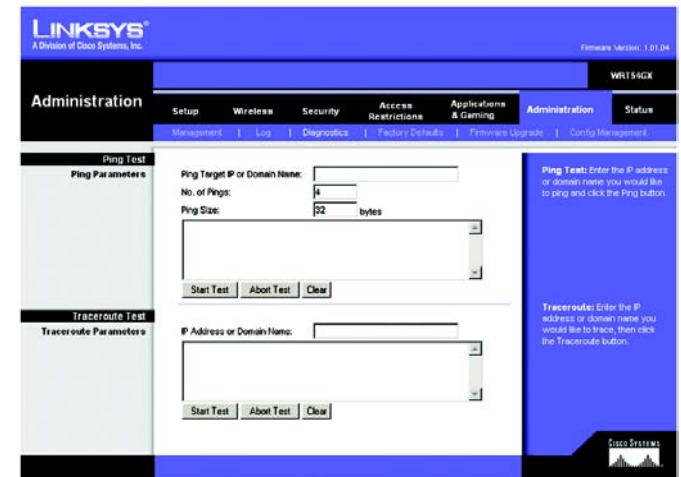 LINKSYS®
A Division of Cisco Systems, Inc.
Firmware Version: 1.01.04
WRT54GX
Administration
Setup Wireless Security Access Restrictions Applications & Gaming Administration Status
Management | Log | Diagnostics | Factory Defaults | Firmware Upgrade | Config Management
Ping Test
Ping Parameters
Ping Target IP or Domain Name:
No. of Pings: 4
Ping Size: 32 bytes
Start Test Abort Test Clear
Ping Test: Enter the IP address
or domain name you would like
to ping and click the Ping button.
Traceroute Test
Traceroute Parameters
IP Address or Domain Name:
Start Test Abort Test Clear
Traceroute: Enter the IP
address or domain name you
would like to trace, then click
the Traceroute button.
CISCO SYSTEMS